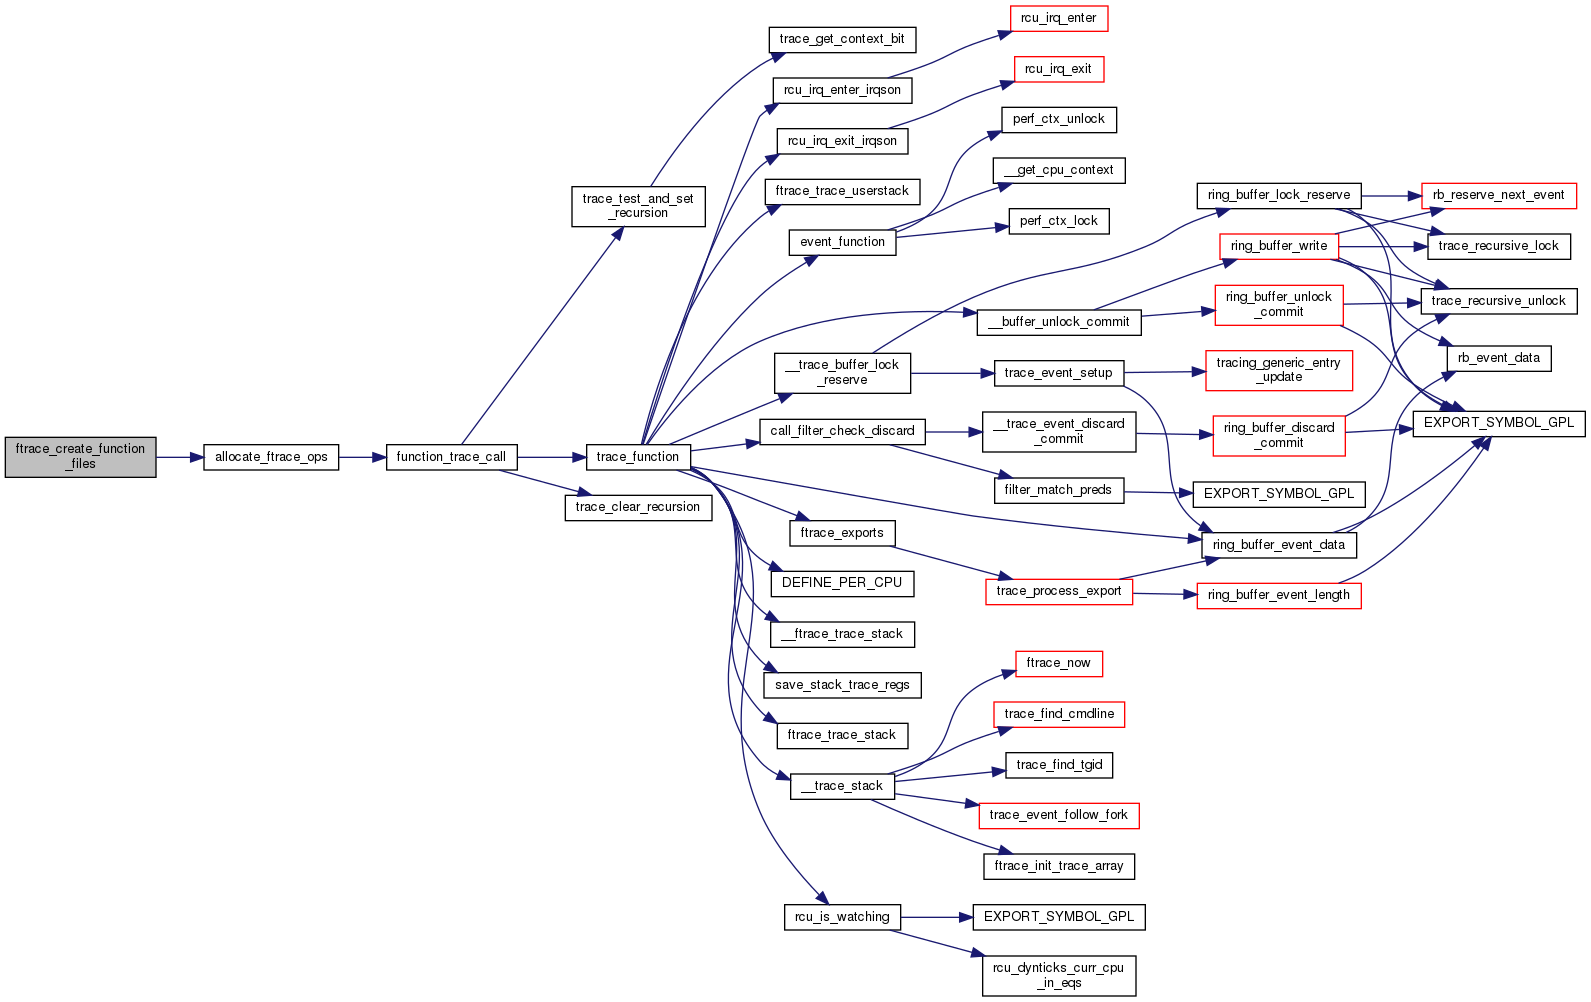 ftrace_create_function
_files
allocate_ftrace_ops
function_trace_call
trace_test_and_set
_recursion
trace_clear_recursion
trace_function
trace_get_context_bit
rcu_irq_enter_irqson
rcu_irq_exit_irqson
ftrace_trace_userstack
event_function
__buffer_unlock_commit
__trace_buffer_lock
_reserve
call_filter_check_discard
ftrace_exports
DEFINE_PER_CPU
__ftrace_trace_stack
save_stack_trace_regs
ftrace_trace_stack
__trace_stack
rcu_is_watching
rcu_irq_enter
rcu_irq_exit
perf_ctx_unlock
__get_cpu_context
perf_ctx_lock
trace_event_setup
__trace_event_discard
_commit
filter_match_preds
trace_process_export
ftrace_now
trace_find_cmdline
trace_find_tgid
trace_event_follow_fork
ftrace_init_trace_array
EXPORT_SYMBOL_GPL
rcu_dynticks_curr_cpu
_in_eqs
ring_buffer_lock_reserve
ring_buffer_write
ring_buffer_unlock
_commit
tracing_generic_entry
_update
ring_buffer_discard
_commit
EXPORT_SYMBOL_GPL
ring_buffer_event_data
ring_buffer_event_length
rb_reserve_next_event
trace_recursive_lock
trace_recursive_unlock
rb_event_data
EXPORT_SYMBOL_GPL